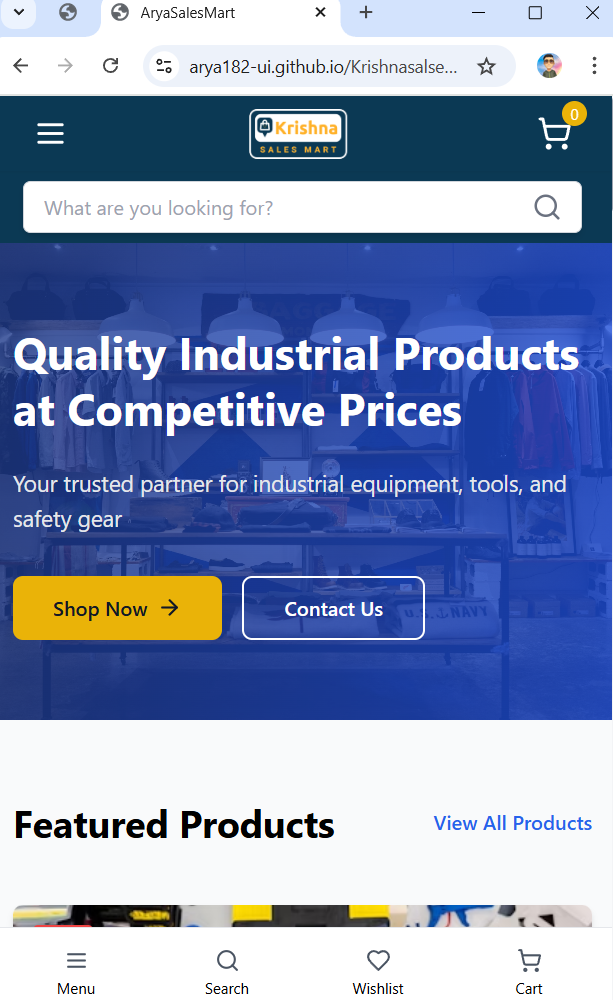 AryaSalesMart
arya182-ui.github.io/Krishnasalse...
0
Krishna
SALES MART
What are you looking for?
Quality Industrial Products
at Competitive Prices
Your trusted partner for industrial equipment, tools, and
safety gear
Shop Now
Contact Us
Featured Products
View All Products
Menu
Search
Wishlist
Cart